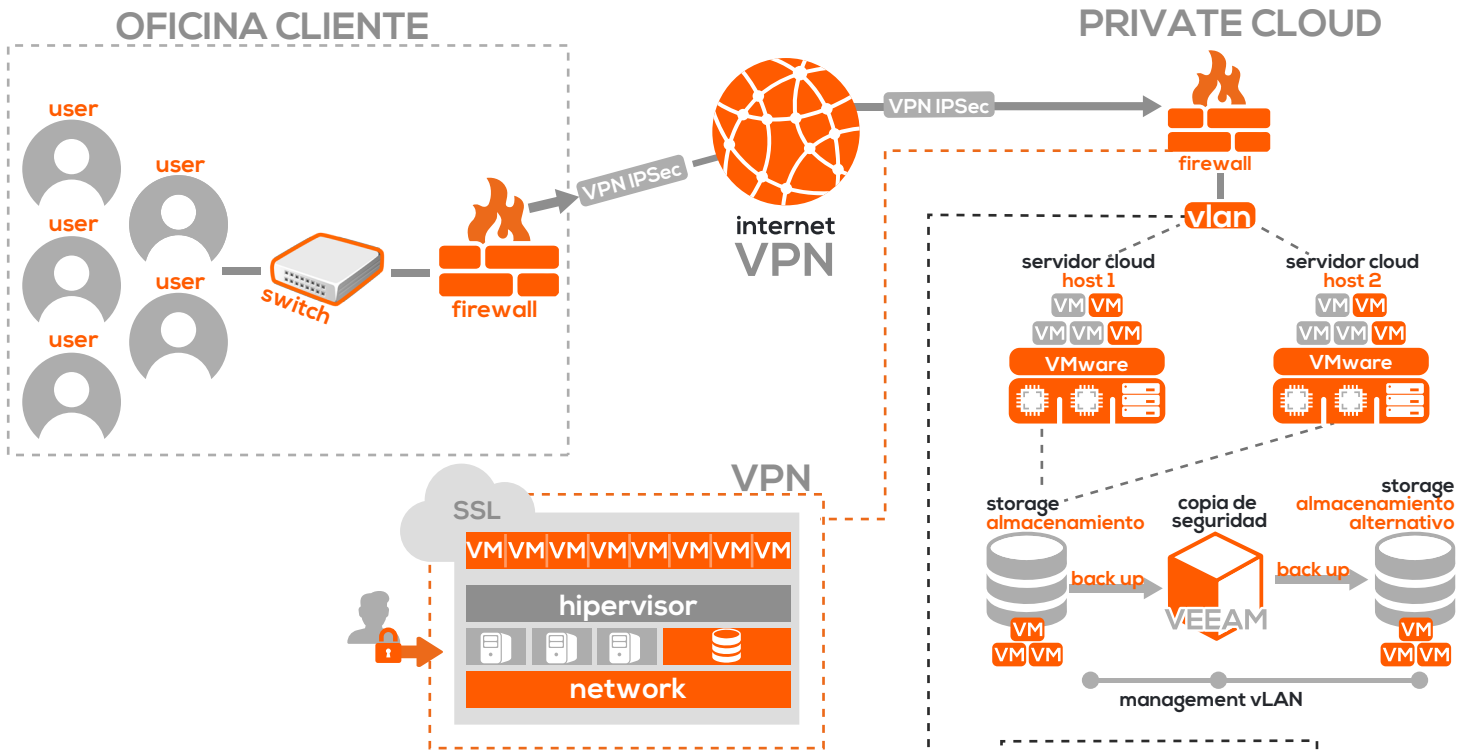 OFICINA CLIENTE
user
user
user
user
user
switch
firewall
VPN IPSec
internet
VPN
VPN IPSec
PRIVATE CLOUD
firewall
vlan
servidor cloud
host 1
VM VM
VM VM VM
VMware
servidor cloud
host 2
VM VM
VM VM VM
VMware
storage
almacenamiento
VM
VM VM
back up
copia de
seguridad
VEEAM
back up
storage
almacenamiento
alternativo
VM
VM VM
management vLAN
VPN
SSL
VM VM VM VM VM VM VM VM
hipervisor
network